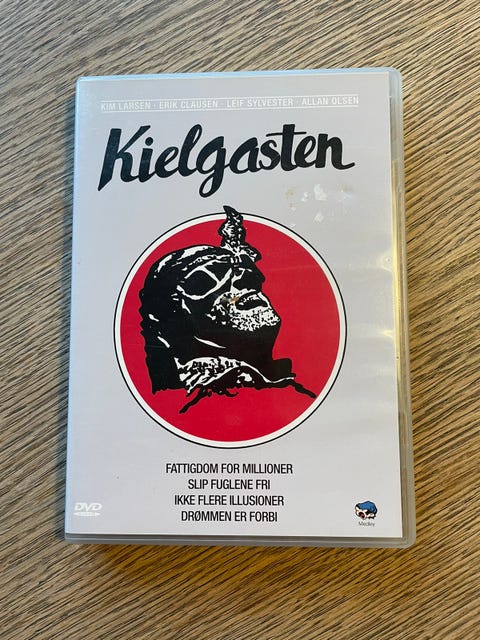 KIM LARSEN · ERIK CLAUSEN · LEIF SYLVESTER · ALLAN OLSEN
Kielgasten
FATTIGDOM FOR MILLIONER
SLIP FUGLENE FRI
IKKE FLERE ILLUSIONER
DRØMMEN ER FORBI
DVD
Medley